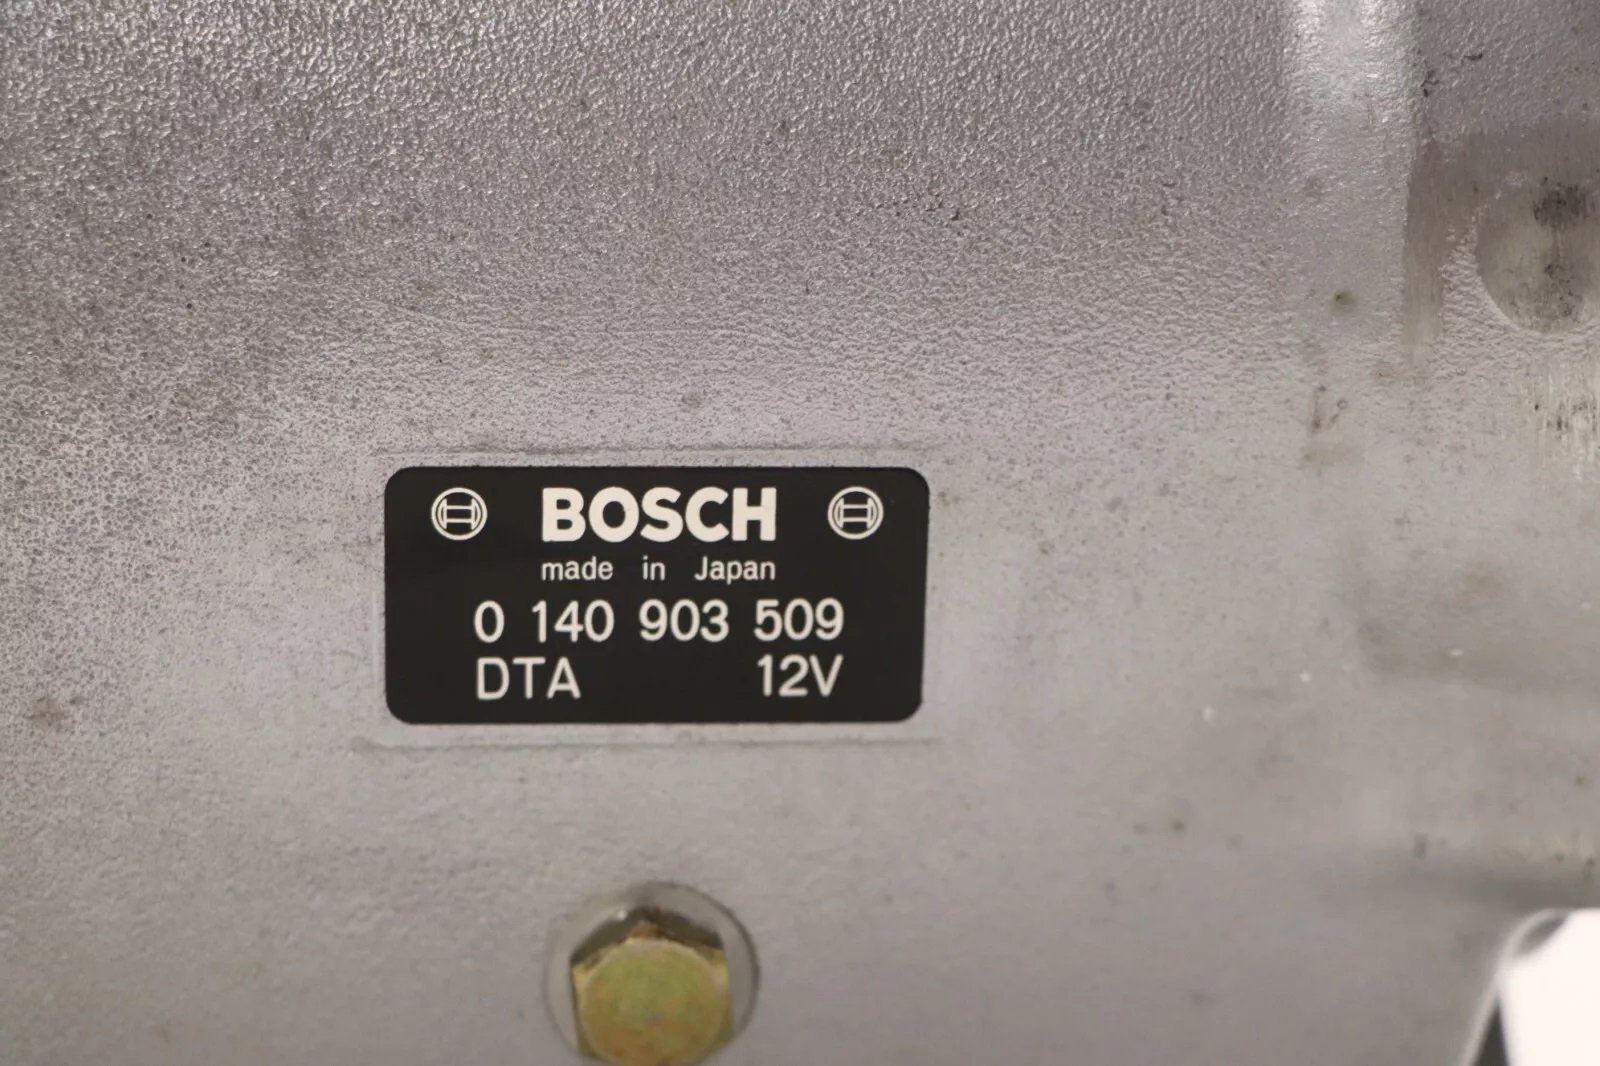 BOSCH
made in Japan
0 140 903 509
DTA 12V